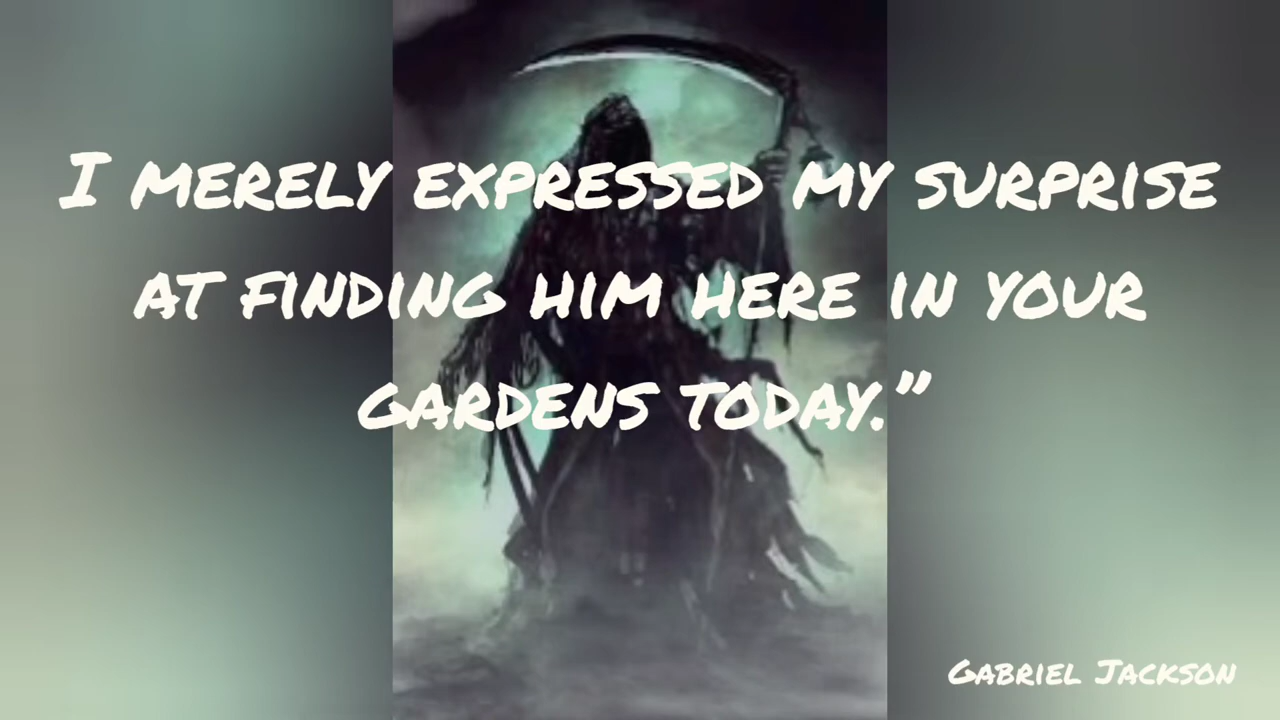 I MERELY EXPRESSED MY SURPRISE
AT FINDING HIM HERE IN YOUR
GARDENS TODAY.”
GABRIEL JACKSON